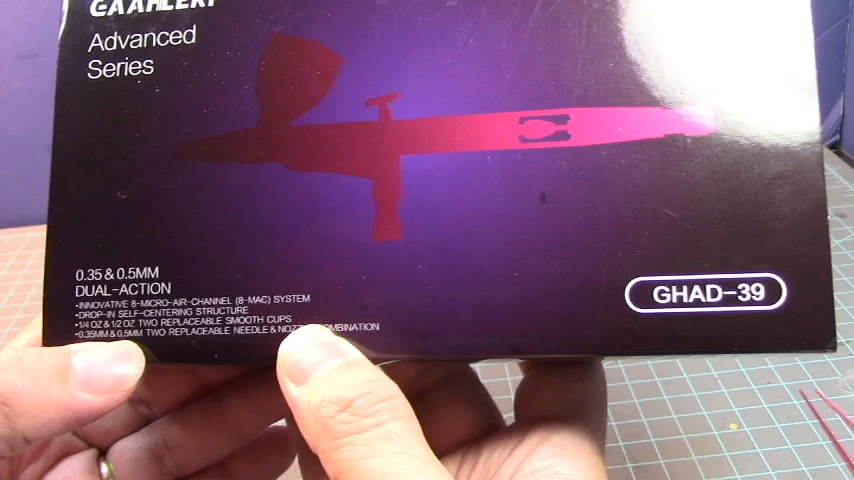 GAAHLERI
Advanced
Series
0.35 & 0.5MM
DUAL-ACTION
•INNOVATIVE 8-MICRO-AIR-CHANNEL (8-MAC) SYSTEM
•DROP-IN SELF-CENTERING STRUCTURE
•1/4 OZ & 1/2 OZ TWO REPLACEABLE SMOOTH CUPS
•0.35MM & 0.5MM TWO REPLACEABLE NEEDLE &
GHAD-39